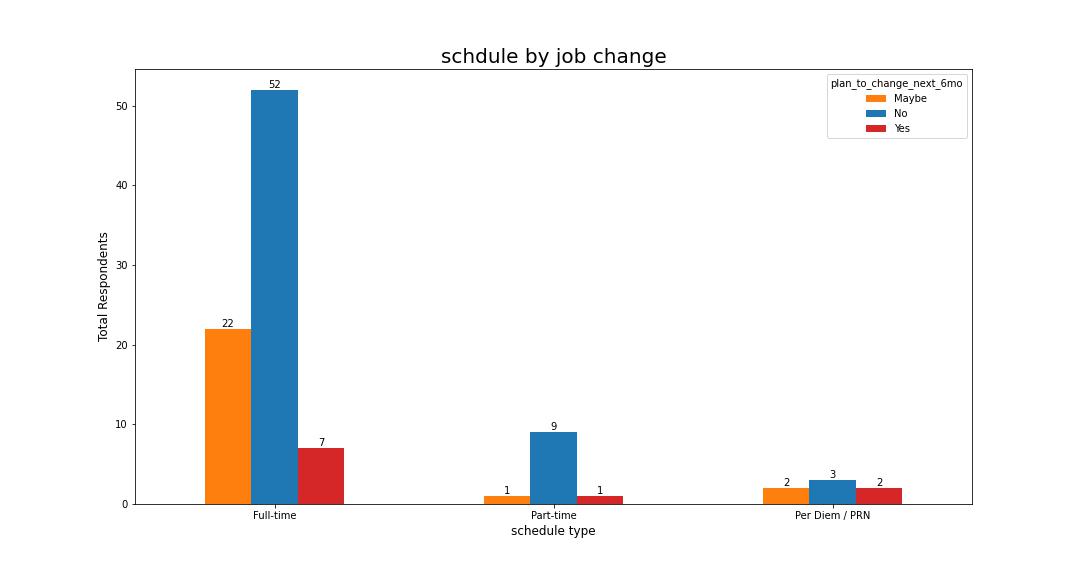 schdule by job change
plan_to_change_next_6mo
Maybe
No
Yes
Total Respondents
50
40
30
20
10
0
22
52
7
1
9
1
2
3
2
Full-time
Part-time
Per Diem / PRN
schedule type